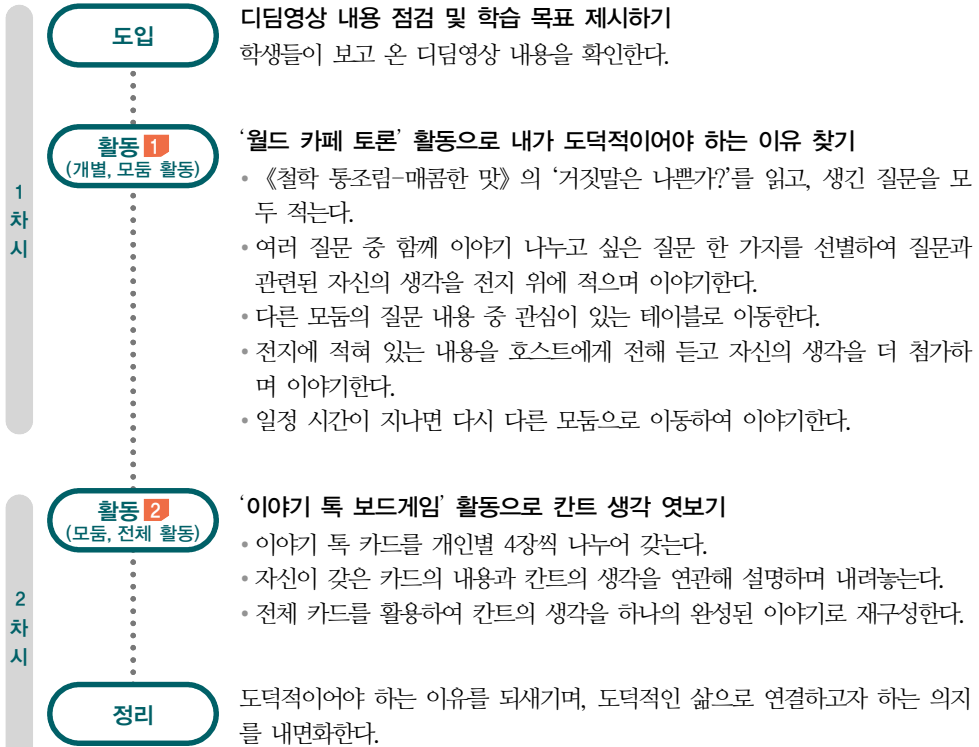 1
차
시
도입
디딤영상 내용 점검 및 학습 목표 제시하기
학생들이 보고 온 디딤영상 내용을 확인한다.
활동 1
(개별, 모둠 활동)
‘월드 카페 토론’ 활동으로 내가 도덕적이어야 하는 이유 찾기
• 《철학 통조림-매콤한 맛》의 ‘거짓말은 나쁜가?’를 읽고, 생긴 질문을 모
두 적는다.
• 여러 질문 중 함께 이야기 나누고 싶은 질문 한 가지를 선별하여 질문과
관련된 자신의 생각을 전지 위에 적으며 이야기한다.
• 다른 모둠의 질문 내용 중 관심이 있는 테이블로 이동한다.
• 전지에 적혀 있는 내용을 호스트에게 전해 듣고 자신의 생각을 더 첨가하
며 이야기한다.
• 일정 시간이 지나면 다시 다른 모둠으로 이동하여 이야기한다.
2
차
시
활동 2
(모둠, 전체 활동)
‘이야기 톡 보드게임’ 활동으로 칸트 생각 엿보기
• 이야기 톡 카드를 개인별 4장씩 나누어 갖는다.
• 자신이 갖은 카드의 내용과 칸트의 생각을 연관해 설명하며 내려놓는다.
• 전체 카드를 활용하여 칸트의 생각을 하나의 완성된 이야기로 재구성한다.
정리
도덕적이어야 하는 이유를 되새기며, 도덕적인 삶으로 연결하고자 하는 의지
를 내면화한다.